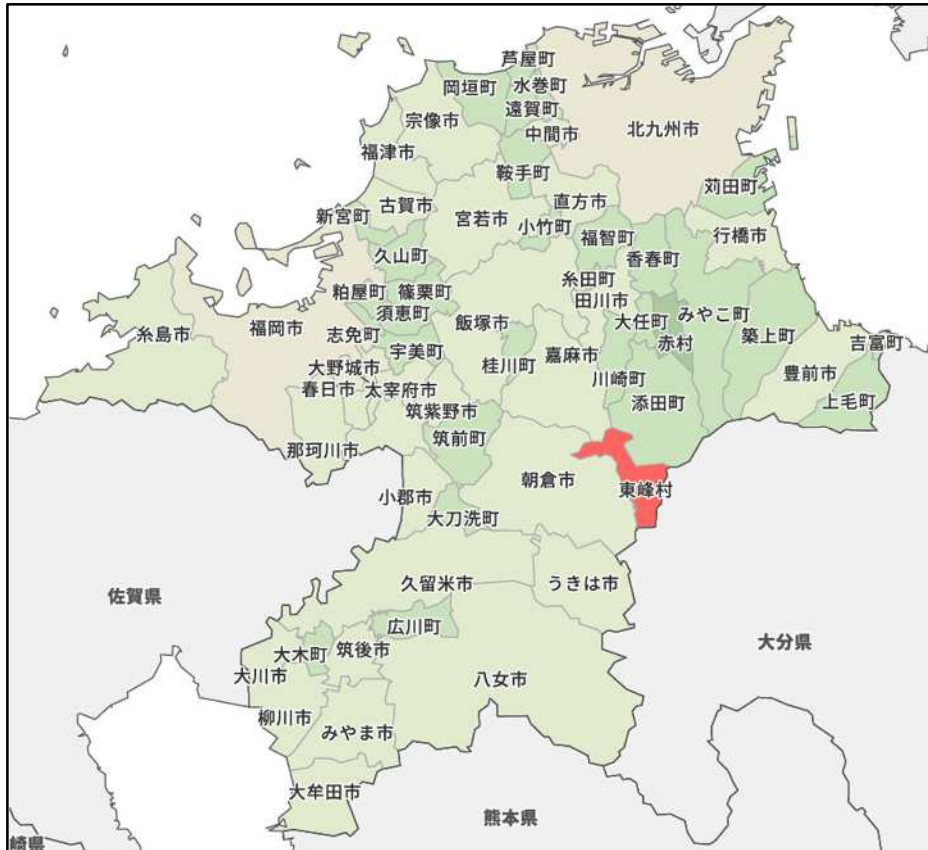 芦屋町
岡垣町
水巻町
遠賀町
宗像市
中間市
北九州市
福津市
鞍手町
苅田町
古賀市
直方市
新宮町
宮若市
小竹町
福智町
行橋市
久山町
香春町
糸田町
粕屋町
篠栗町
田川市
須恵町
飯塚市
大任町
みやこ町
糸島市
福岡市
志免町
赤村
築上町
吉富町
宇美町
嘉麻市
桂川町
大野城市
川崎町
豊前市
春日市
太宰府市
添田町
上毛町
筑紫野市
筑前町
那珂川市
朝倉市
東峰村
小郡市
大刀洗町
久留米市
うきは市
佐賀県
広川町
大分県
大木町
筑後市
大川市
八女市
柳川市
みやま市
大牟田市
熊本県
崎県